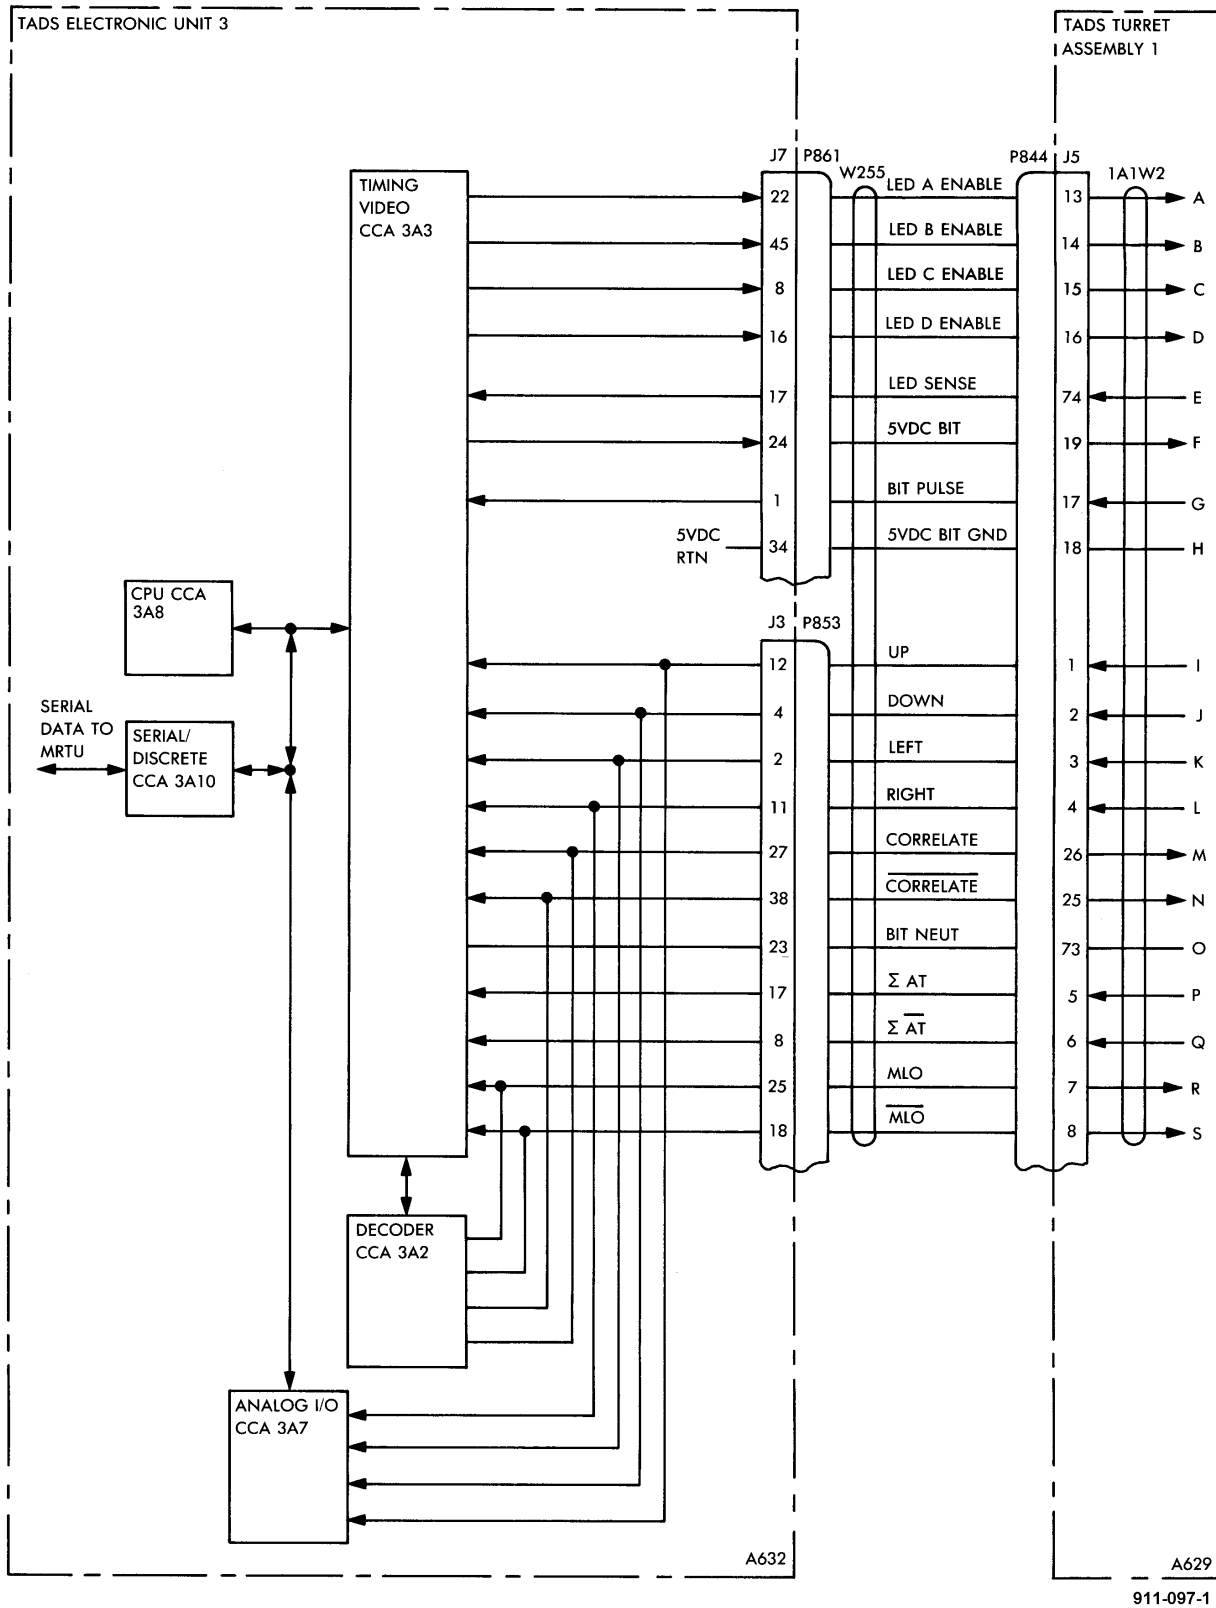 TADS ELECTRONIC UNIT 3
TADS TURRET
ASSEMBLY 1
J7
P861
W255
P844
J5
1A1W2
TIMING
VIDEO
CCA 3A3
22
LED A ENABLE
13
A
45
LED B ENABLE
14
B
8
LED C ENABLE
15
C
16
LED D ENABLE
16
D
17
LED SENSE
74
E
24
5VDC BIT
19
F
1
BIT PULSE
17
G
5VDC
RTN
34
5VDC BIT GND
18
H
CPU CCA
3A8
J3
P853
12
UP
1
I
SERIAL
DATA TO
MRTU
SERIAL/
DISCRETE
CCA 3A10
4
DOWN
2
J
2
LEFT
3
K
11
RIGHT
4
L
27
CORRELATE
26
M
38
C̅O̅R̅R̅E̅L̅A̅T̅E̅
25
N
23
BIT NEUT
73
O
17
Σ AT
5
P
8
Σ A̅T̅
6
Q
25
MLO
7
R
18
M̅L̅O̅
8
S
DECODER
CCA 3A2
ANALOG I/O
CCA 3A7
A632
A629
911-097-1